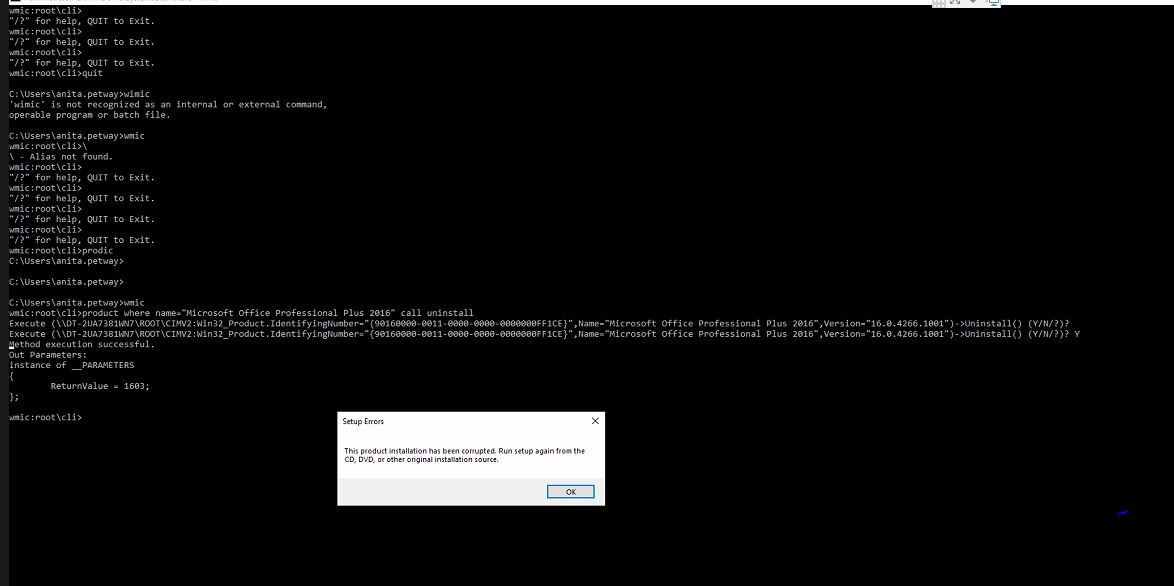 wmic:root\cli>
"/?" for help, QUIT to Exit.
wmic:root\cli>
"/?" for help, QUIT to Exit.
wmic:root\cli>
"/?" for help, QUIT to Exit.
wmic:root\cli>quit
C:\Users\anita.petway>wimic
'wimic' is not recognized as an internal or external command,
operable program or batch file.
C:\Users\anita.petway>wmic
wmic:root\cli>\
\ - Alias not found.
wmic:root\cli>
"/?" for help, QUIT to Exit.
wmic:root\cli>
"/?" for help, QUIT to Exit.
wmic:root\cli>
"/?" for help, QUIT to Exit.
wmic:root\cli>
"/?" for help, QUIT to Exit.
wmic:root\cli>prodic
C:\Users\anita.petway>
C:\Users\anita.petway>
C:\Users\anita.petway>wmic
wmic:root\cli>product where name="Microsoft Office Professional Plus 2016" call uninstall
Execute (\\DT-2UA7381WN7\ROOT\CIMV2:Win32_Product.IdentifyingNumber="{90160000-0011-0000-0000-0000000FF1CE}",Name="Microsoft Office Professional Plus 2016",Version="16.0.4266.1001")->Uninstall() (Y/N/?)?
Execute (\\DT-2UA7381WN7\ROOT\CIMV2:Win32_Product.IdentifyingNumber="{90160000-0011-0000-0000-0000000FF1CE}",Name="Microsoft Office Professional Plus 2016",Version="16.0.4266.1001")->Uninstall() (Y/N/?)? Y
Method execution successful.
Out Parameters:
instance of __PARAMETERS
{
ReturnValue = 1603;
};
wmic:root\cli>
Setup Errors
This product installation has been corrupted. Run setup again from the
CD, DVD, or other original installation source.
OK